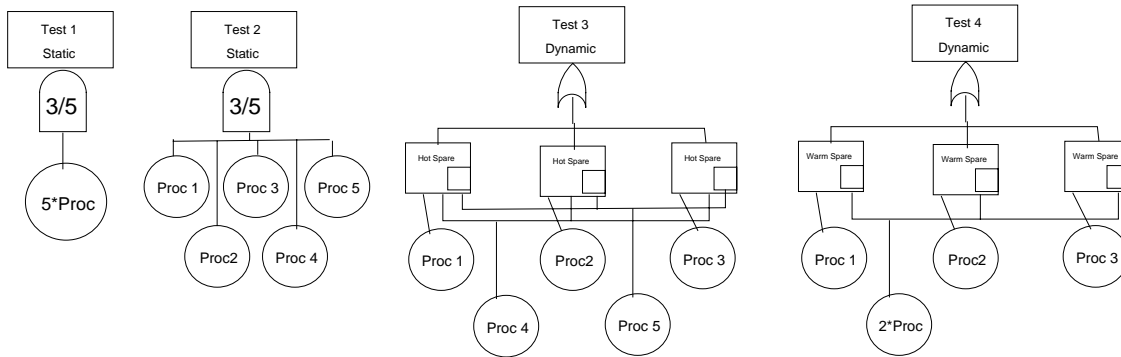 Test 1
Static
3/5
5*Proc
Test 2
Static
3/5
Proc 1
Proc 3
Proc 5
Proc2
Proc 4
Test 3
Dynamic
Hot Spare
Hot Spare
Hot Spare
Proc 1
Proc2
Proc 3
Proc 4
Proc 5
Test 4
Dynamic
Warm Spare
Warm Spare
Warm Spare
Proc 1
Proc2
Proc 3
2*Proc